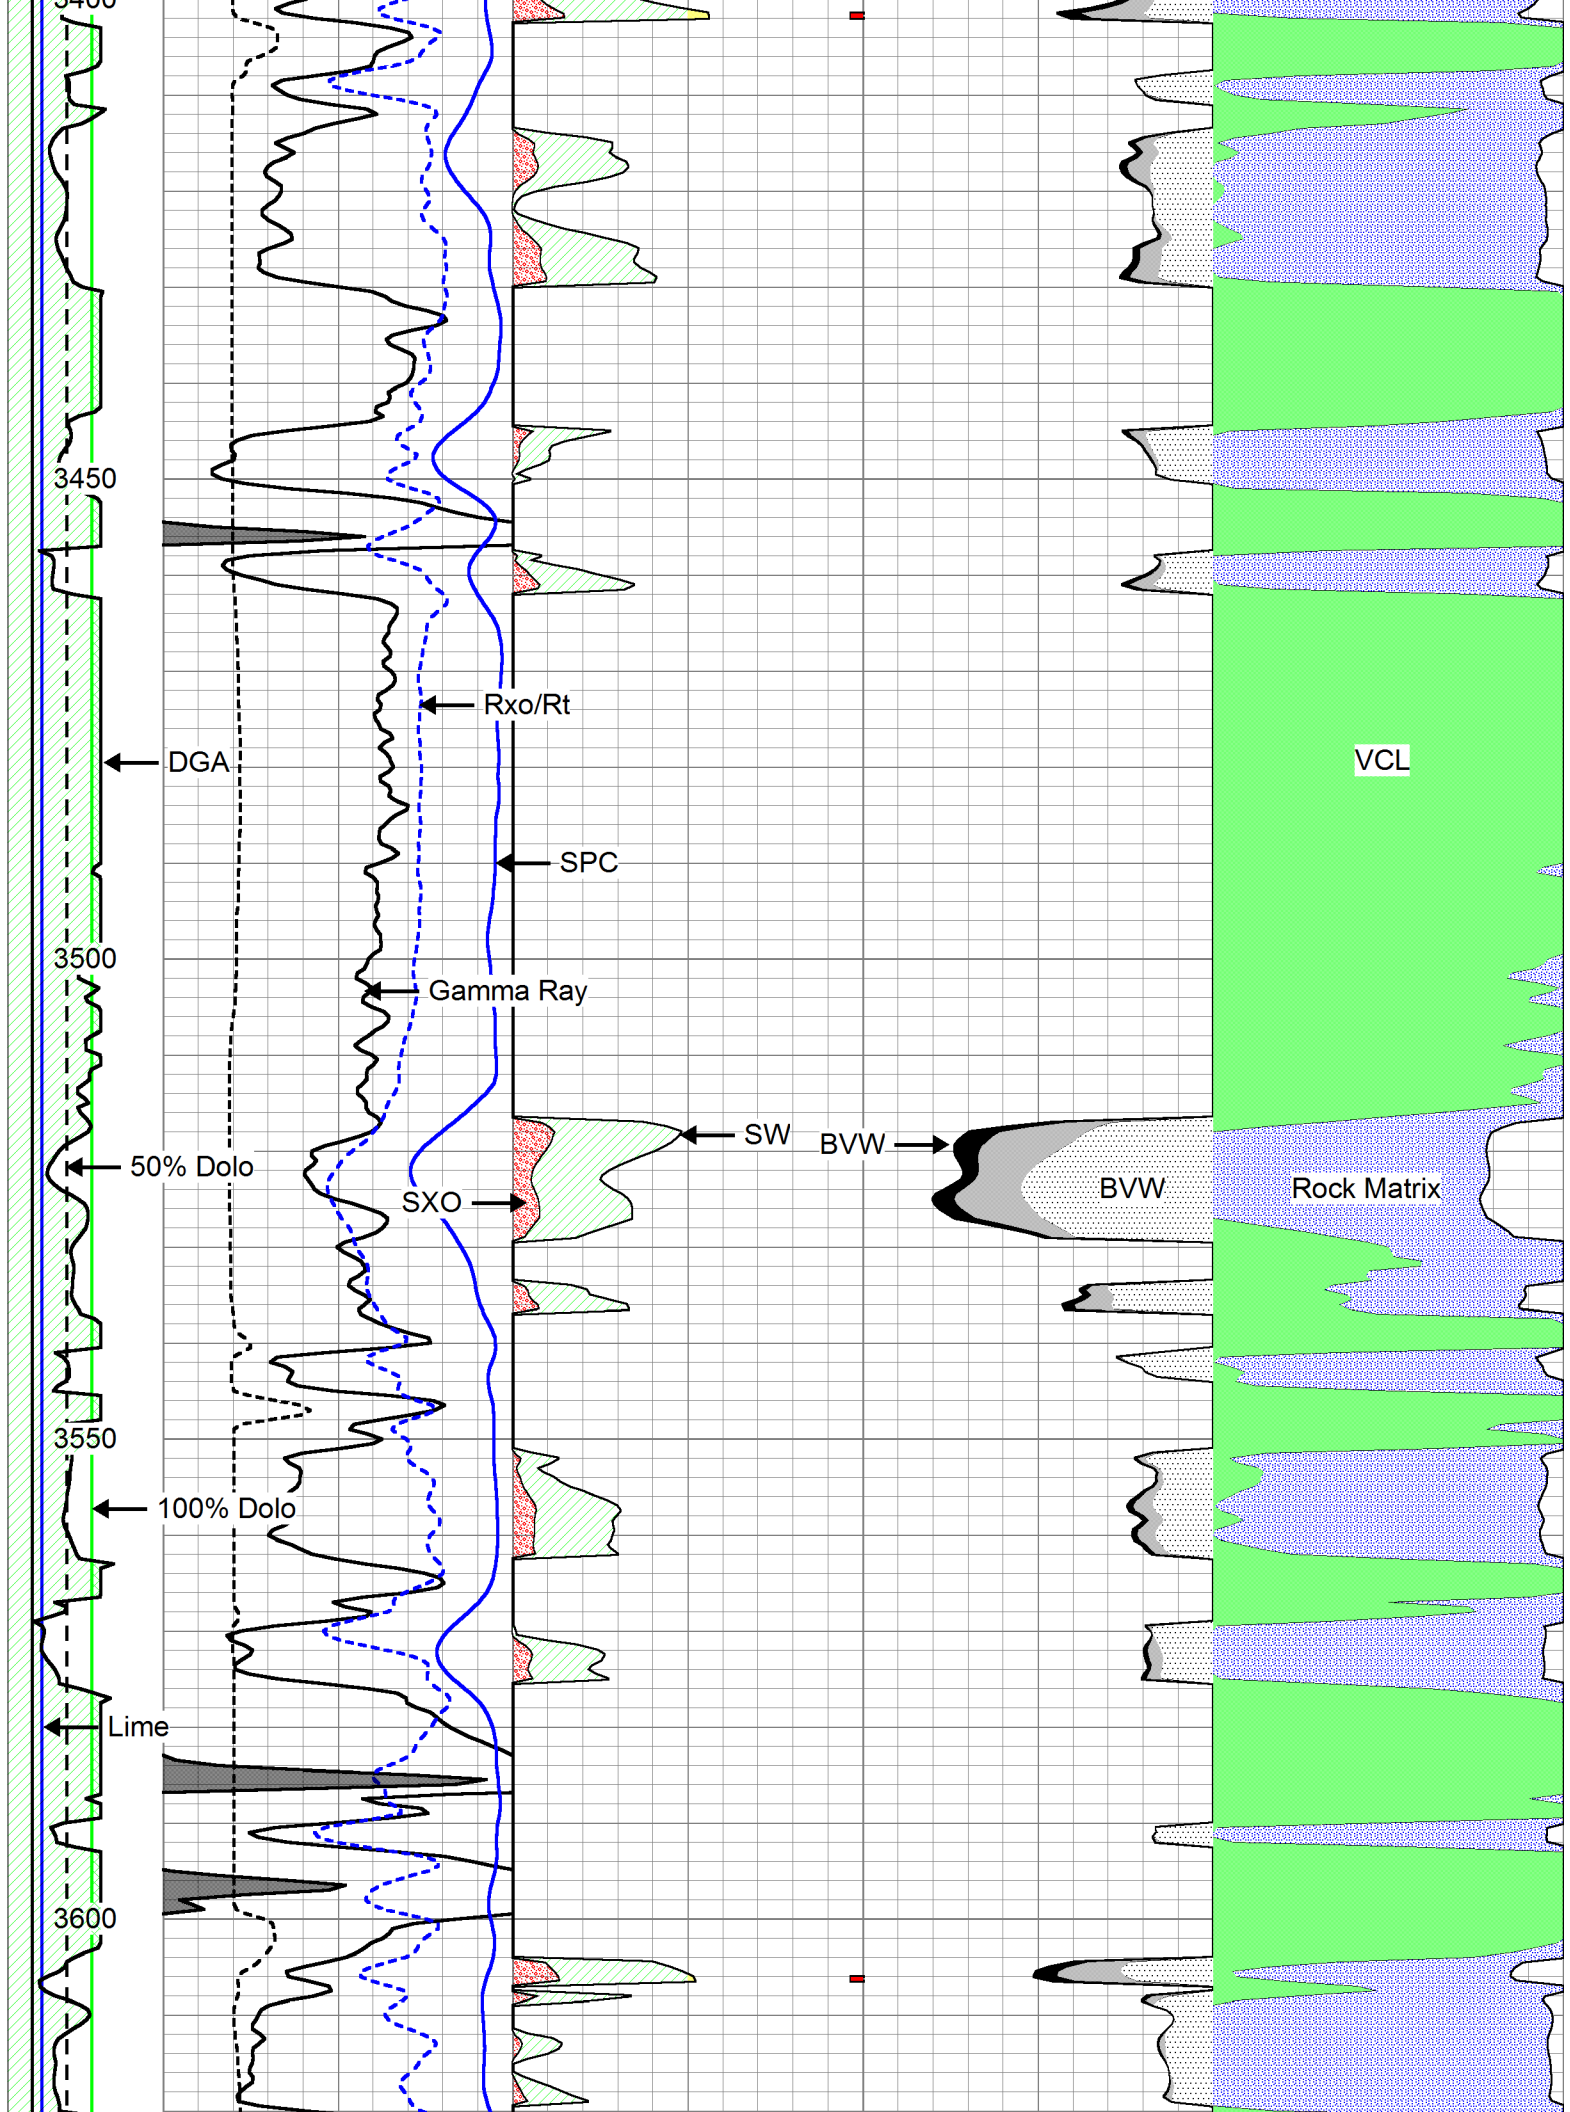 3400
3450
Rxo/Rt
DGA
VCL
SPC
3500
Gamma Ray
SW
BVW
50% Dolo
SXO
BVW
Rock Matrix
3550
100% Dolo
Lime
3600